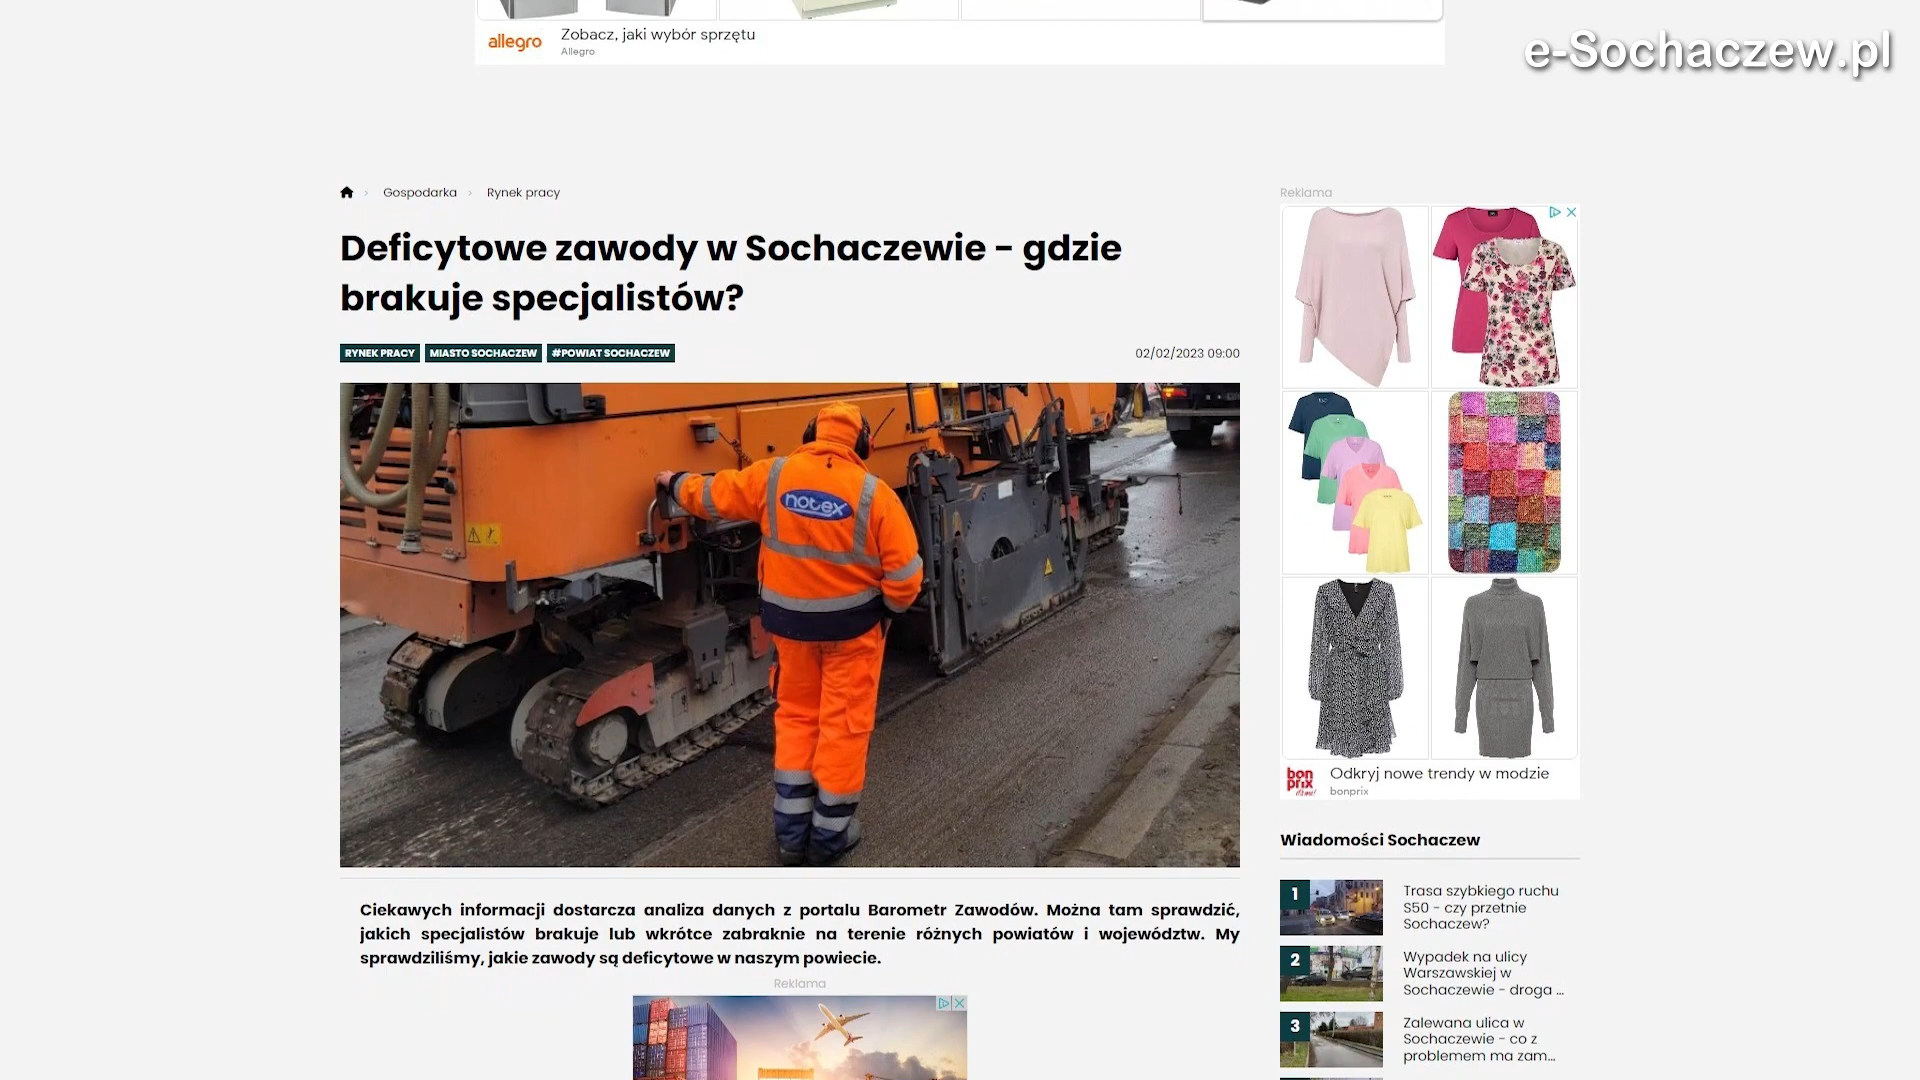 allegro
Zobacz, jaki wybór sprzętu
Allegro
e-Sochaczew.pl
Gospodarka
Rynek pracy
Reklama
Deficytowe zawody w Sochaczewie - gdzie
brakuje specjalistów?
RYNEK PRACY
MIASTO SOCHACZEW
#POWIAT SOCHACZEW
02/02/2023 09:00
notex
bon
prix
it's me!
Odkryj nowe trendy w modzie
bonprix
Ciekawych informacji dostarcza analiza danych z portalu Barometr Zawodów. Można tam sprawdzić,
jakich specjalistów brakuje lub wkrótce zabraknie na terenie różnych powiatów i województw. My
sprawdziliśmy, jakie zawody są deficytowe w naszym powiecie.
Reklama
Wiadomości Sochaczew
1
Trasa szybkiego ruchu
S50 - czy przetnie
Sochaczew?
2
Wypadek na ulicy
Warszawskiej w
Sochaczewie - droga ...
3
Zalewana ulica w
Sochaczewie - co z
problemem ma zam...